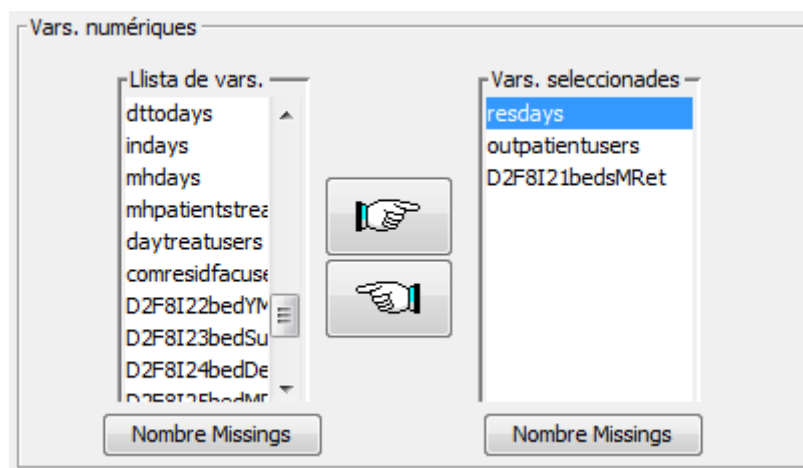 Vars. numériques
Llista de vars.
dttodays
indays
mhdays
mhpatientstrea
daytreatusers
comresidfacuse
D2F8I22bedYM
D2F8I23bedSu
D2F8I24bedDe
D2F8I25bedMD
Nombre Missings
Vars. seleccionades
resdays
outpatientusers
D2F8I21bedsMRet
Nombre Missings